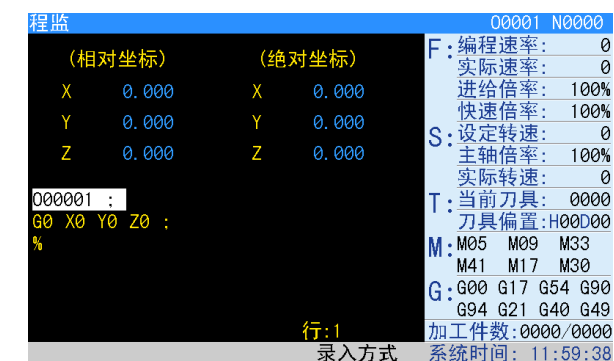 程监 O0001 N0000
(相对坐标) (绝对坐标)
X 0.000 X 0.000
Y 0.000 Y 0.000
Z 0.000 Z 0.000
O00001 ;
G0 X0 Y0 Z0 ;
%
行:1
录入方式
F: 编程速率: 0
实际速率: 0
进给倍率: 100%
快速倍率: 100%
S: 设定转速: 0
主轴倍率: 100%
实际转速: 0
T: 当前刀具: 0000
刀具偏置:H00D00
M: M05 M09 M33
M41 M17 M30
G: G00 G17 G54 G90
G94 G21 G40 G49
加工件数:0000/0000
系统时间: 11:59:38